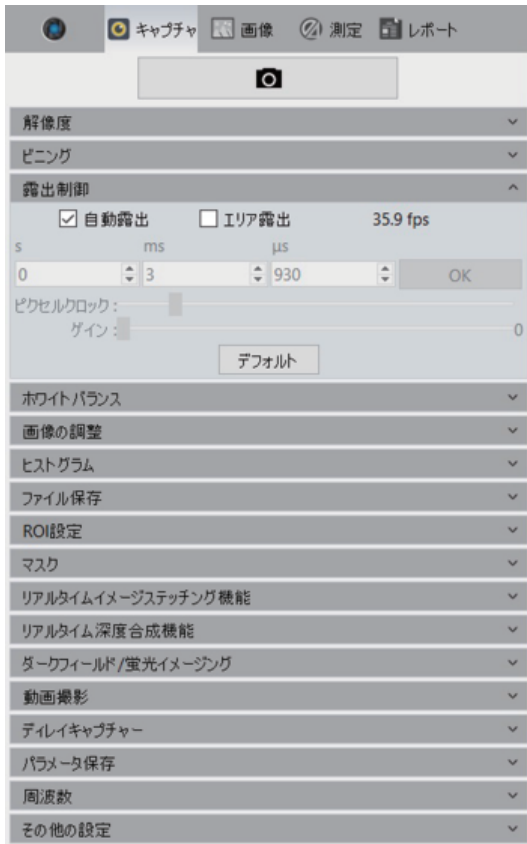 キャプチャ 画像 測定 レポート
解像度
ビニング
露出制御
自動露出 エリア露出 35.9 fps
s ms μs
0 3 930 OK
ピクセルクロック :
ゲイン : 0
デフォルト
ホワイトバランス
画像の調整
ヒストグラム
ファイル保存
ROI設定
マスク
リアルタイムイメージステッチング機能
リアルタイム深度合成機能
ダークフィールド/蛍光イメージング
動画撮影
ディレイキャプチャー
パラメータ保存
周波数
その他の設定